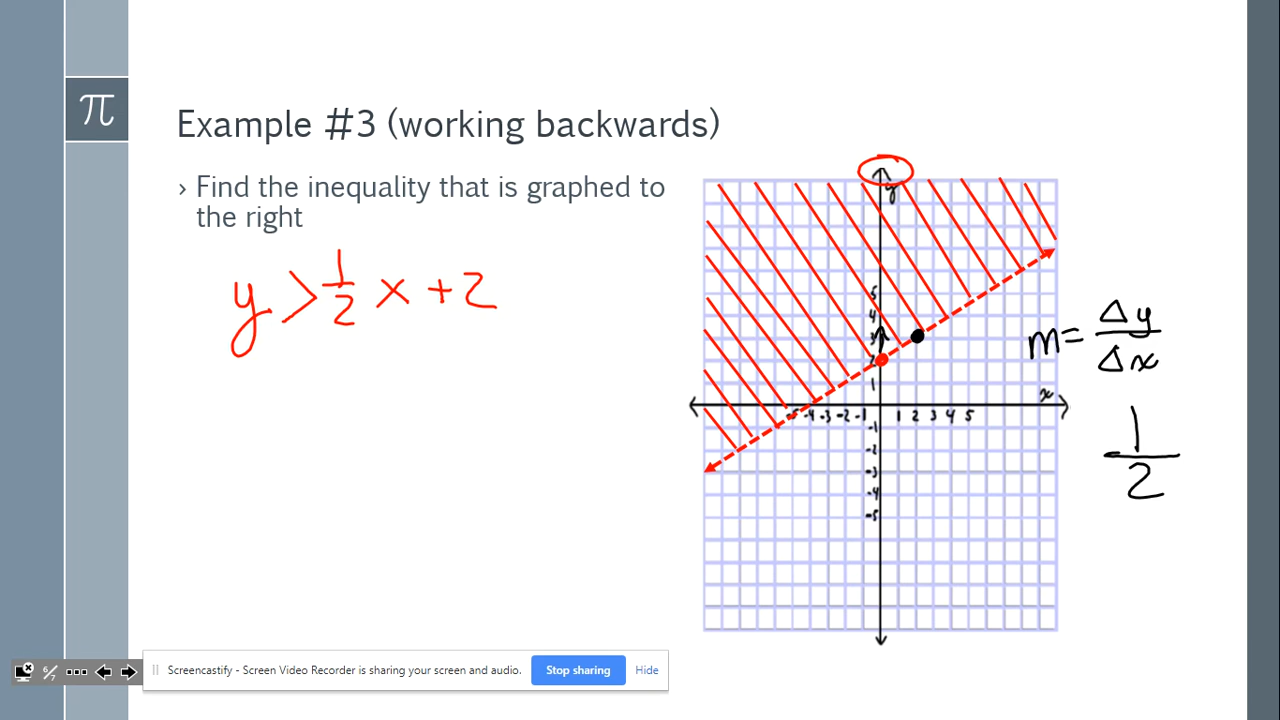 π
Example #3 (working backwards)
› Find the inequality that is graphed to
the right
y > 1/2 x + 2
y
5
4
3
2
1
-5 -4 -3 -2 -1 1 2 3 4 5
x
-1
-2
-3
-4
-5
m = Δy/Δx
1/2
6/7
Screencastify - Screen Video Recorder is sharing your screen and audio. Stop sharing Hide